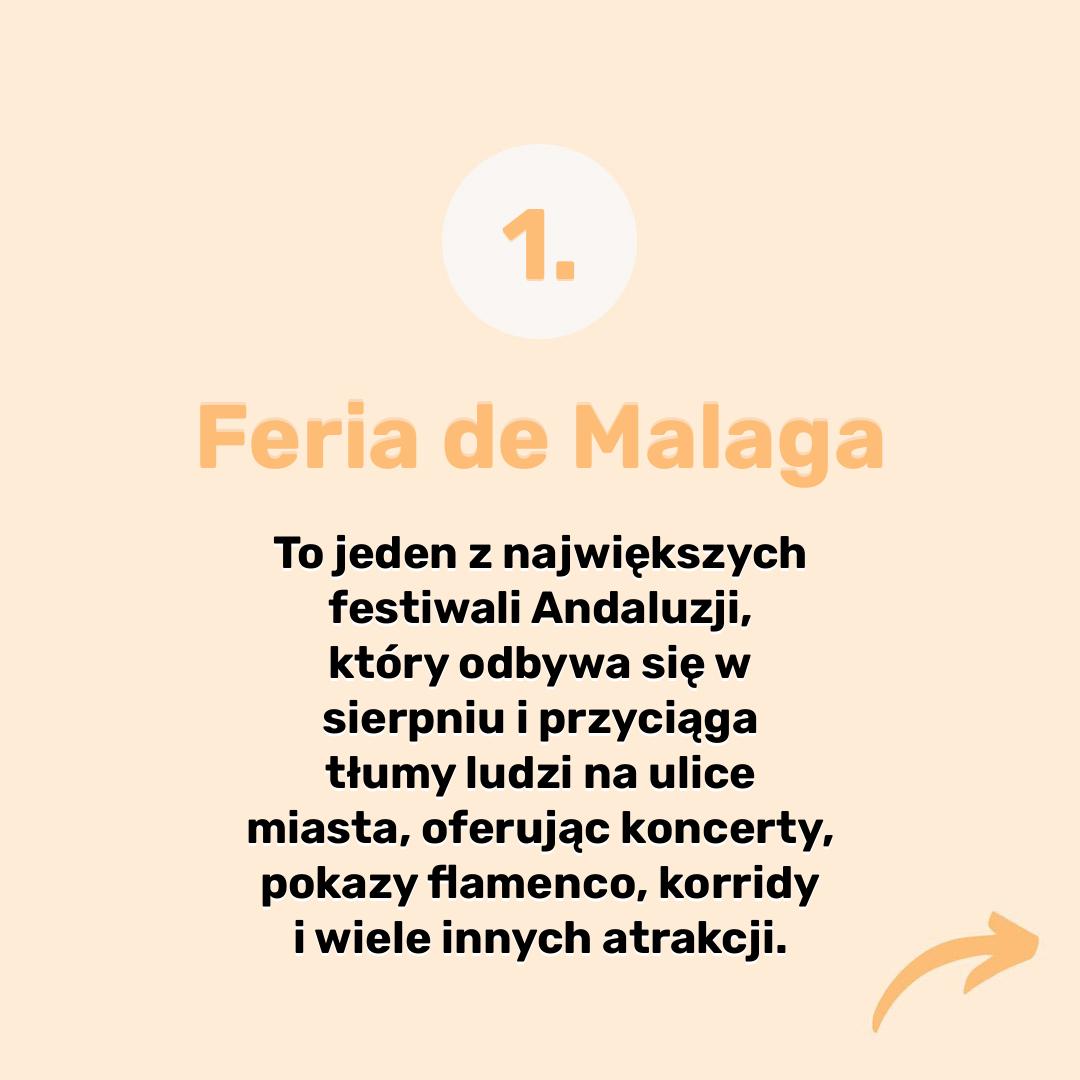 1.
Feria de Malaga
To jeden z największych
festiwali Andaluzji,
który odbywa się w
sierpniu i przyciąga
tłumy ludzi na ulice
miasta, oferując koncerty,
pokazy flamenco, korridy
i wiele innych atrakcji.